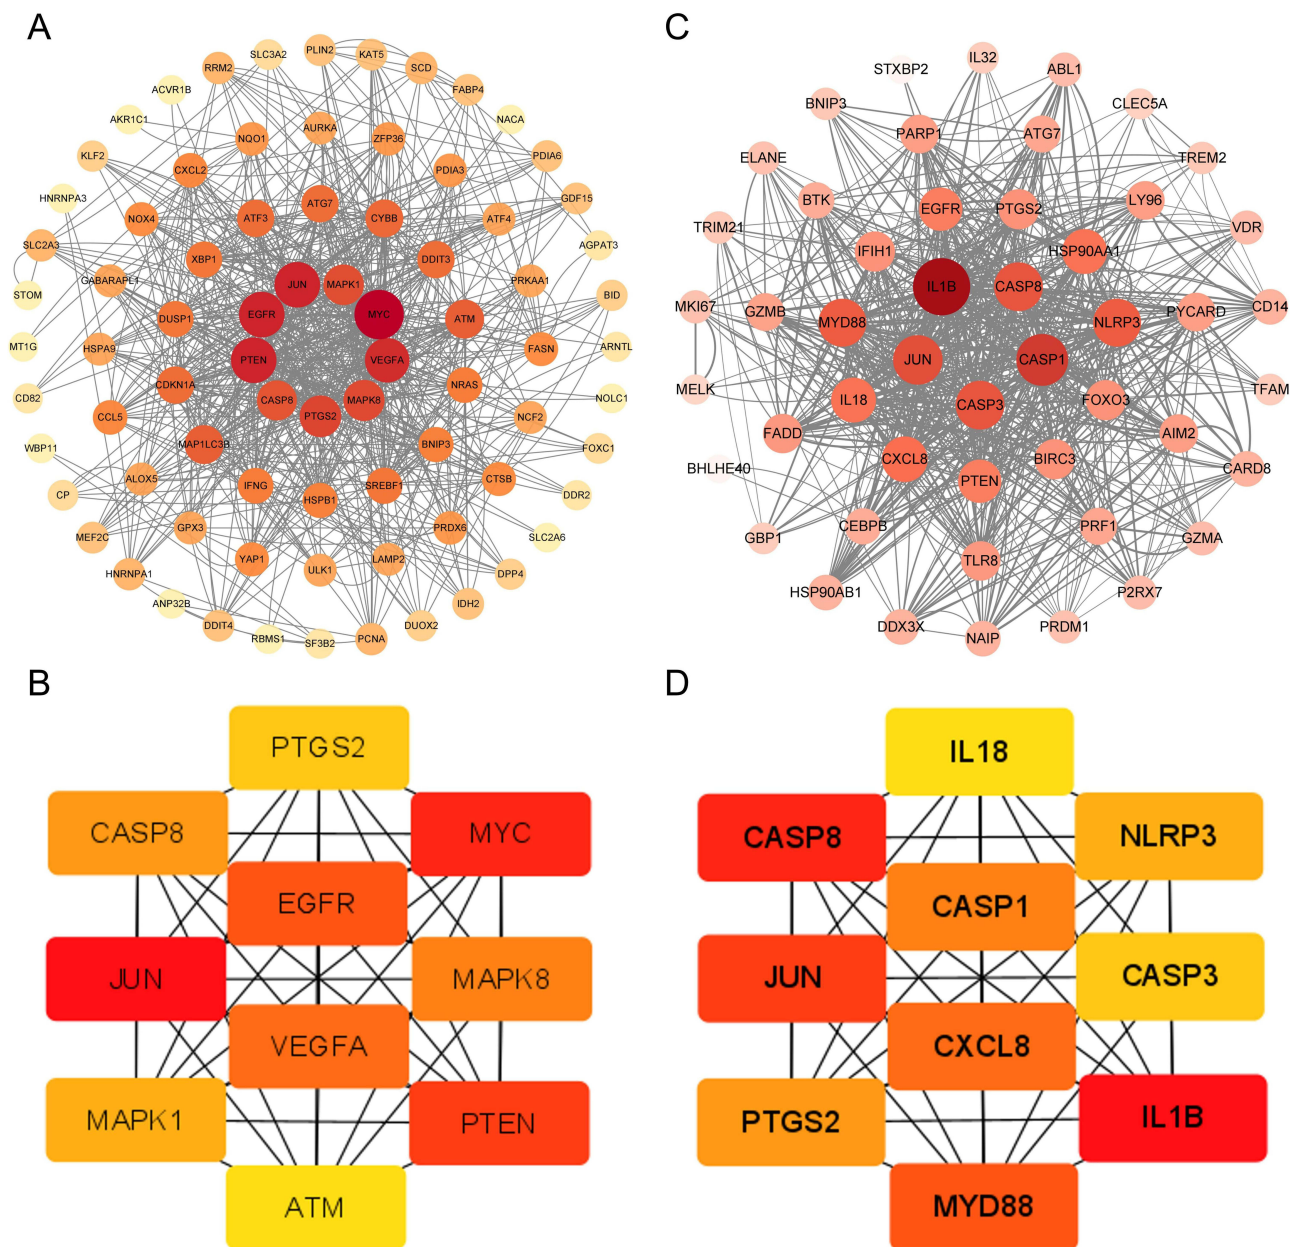 A
SLC3A2
PLIN2
KAT5
SCD
RRM2
FABP4
ACVR1B
NACA
AKR1C1
AURKA
ZFP36
NQO1
KLF2
CXCL2
PDIA3
PDIA6
HNRNPA3
NOX4
ATF3
ATG7
CYBB
ATF4
GDF15
SLC2A3
XBP1
DDIT3
AGPAT3
GABARAPL1
JUN
MAPK1
PRKAA1
STOM
BID
DUSP1
EGFR
MYC
ATM
MT1G
HSPA9
PTEN
VEGFA
FASN
ARNTL
CD82
CDKN1A
CASP8
MAPK8
NRAS
NOLC1
CCL5
PTGS2
NCF2
WBP11
MAP1LC3B
BNIP3
FOXC1
CP
ALOX5
IFNG
HSPB1
SREBF1
CTSB
DDR2
MEF2C
GPX3
PRDX6
SLC2A6
HNRNPA1
YAP1
ULK1
LAMP2
DPP4
ANP32B
IDH2
DDIT4
RBMS1
SF3B2
PCNA
DUOX2
C
STXBP2
IL32
ABL1
BNIP3
CLEC5A
PARP1
ATG7
ELANE
TREM2
BTK
EGFR
PTGS2
LY96
TRIM21
IFIH1
HSP90AA1
VDR
MKI67
GZMB
IL1B
CASP8
PYCARD
CD14
MYD88
NLRP3
JUN
CASP1
MELK
TFAM
IL18
CASP3
FOXO3
FADD
AIM2
CXCL8
BIRC3
BHLHE40
PTEN
CARD8
GBP1
CEBPB
PRF1
GZMA
TLR8
HSP90AB1
P2RX7
DDX3X
NAIP
PRDM1
B
PTGS2
CASP8
MYC
EGFR
JUN
MAPK8
VEGFA
MAPK1
PTEN
ATM
D
IL18
CASP8
NLRP3
CASP1
JUN
CASP3
CXCL8
PTGS2
IL1B
MYD88